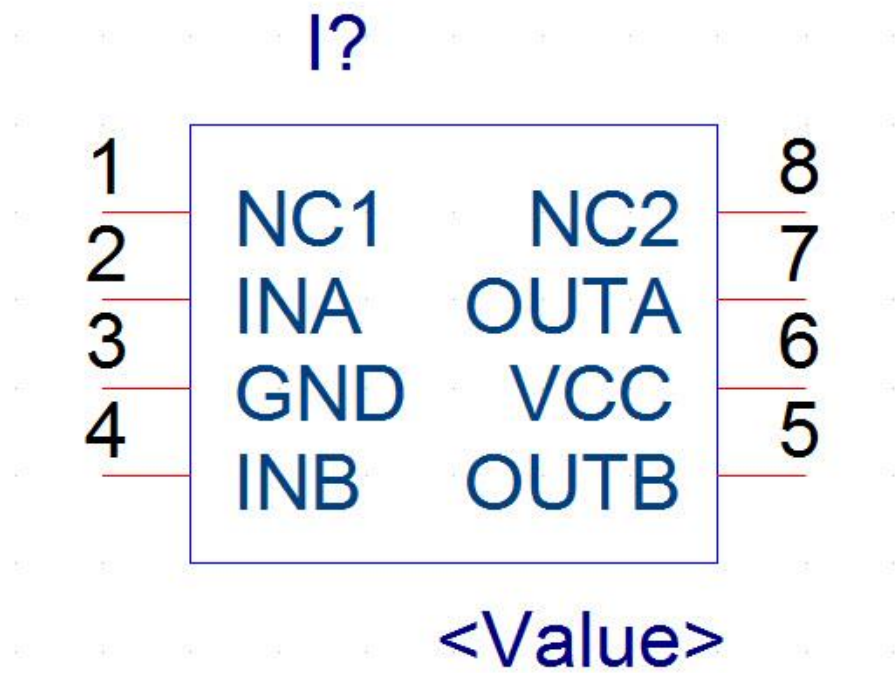 I?
1 NC1 NC2 8
2 INA OUTA 7
3 GND VCC 6
4 INB OUTB 5
<Value>